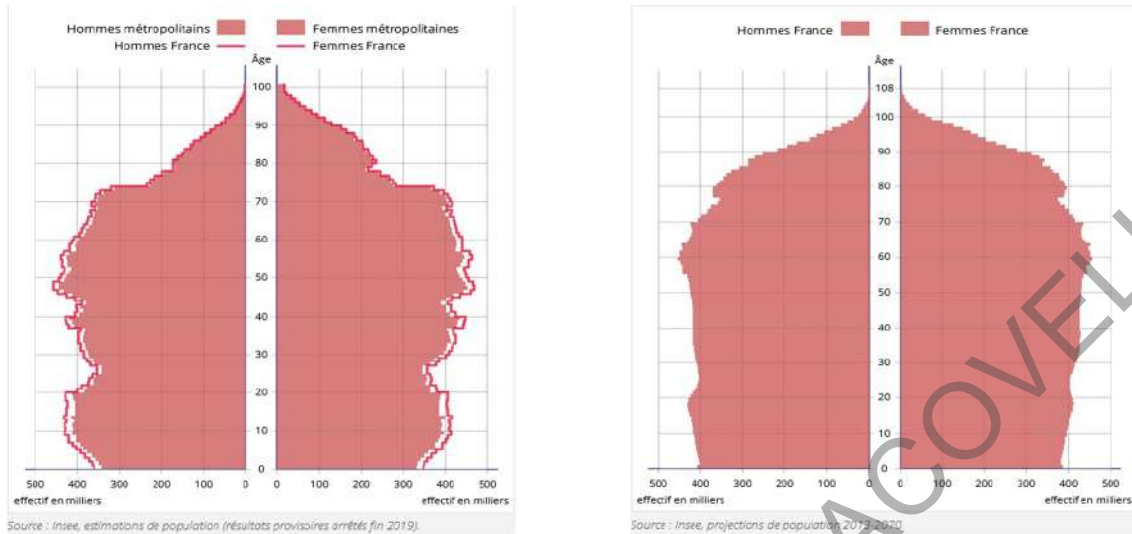 Hommes métropolitains Femmes métropolitaines
Hommes France Femmes France
Âge
100
90
80
70
60
50
40
30
20
10
0
500 400 300 200 100 0 0 100 200 300 400 500
effectif en milliers effectif en milliers
Source : Insee, estimations de population (résultats provisoires arrêtés fin 2019).
Hommes France Femmes France
Âge
108
100
90
80
70
60
50
40
30
20
10
0
500 400 300 200 100 0 0 100 200 300 400 500
effectif en milliers effectif en milliers
Source : Insee, projections de population 2013-2070